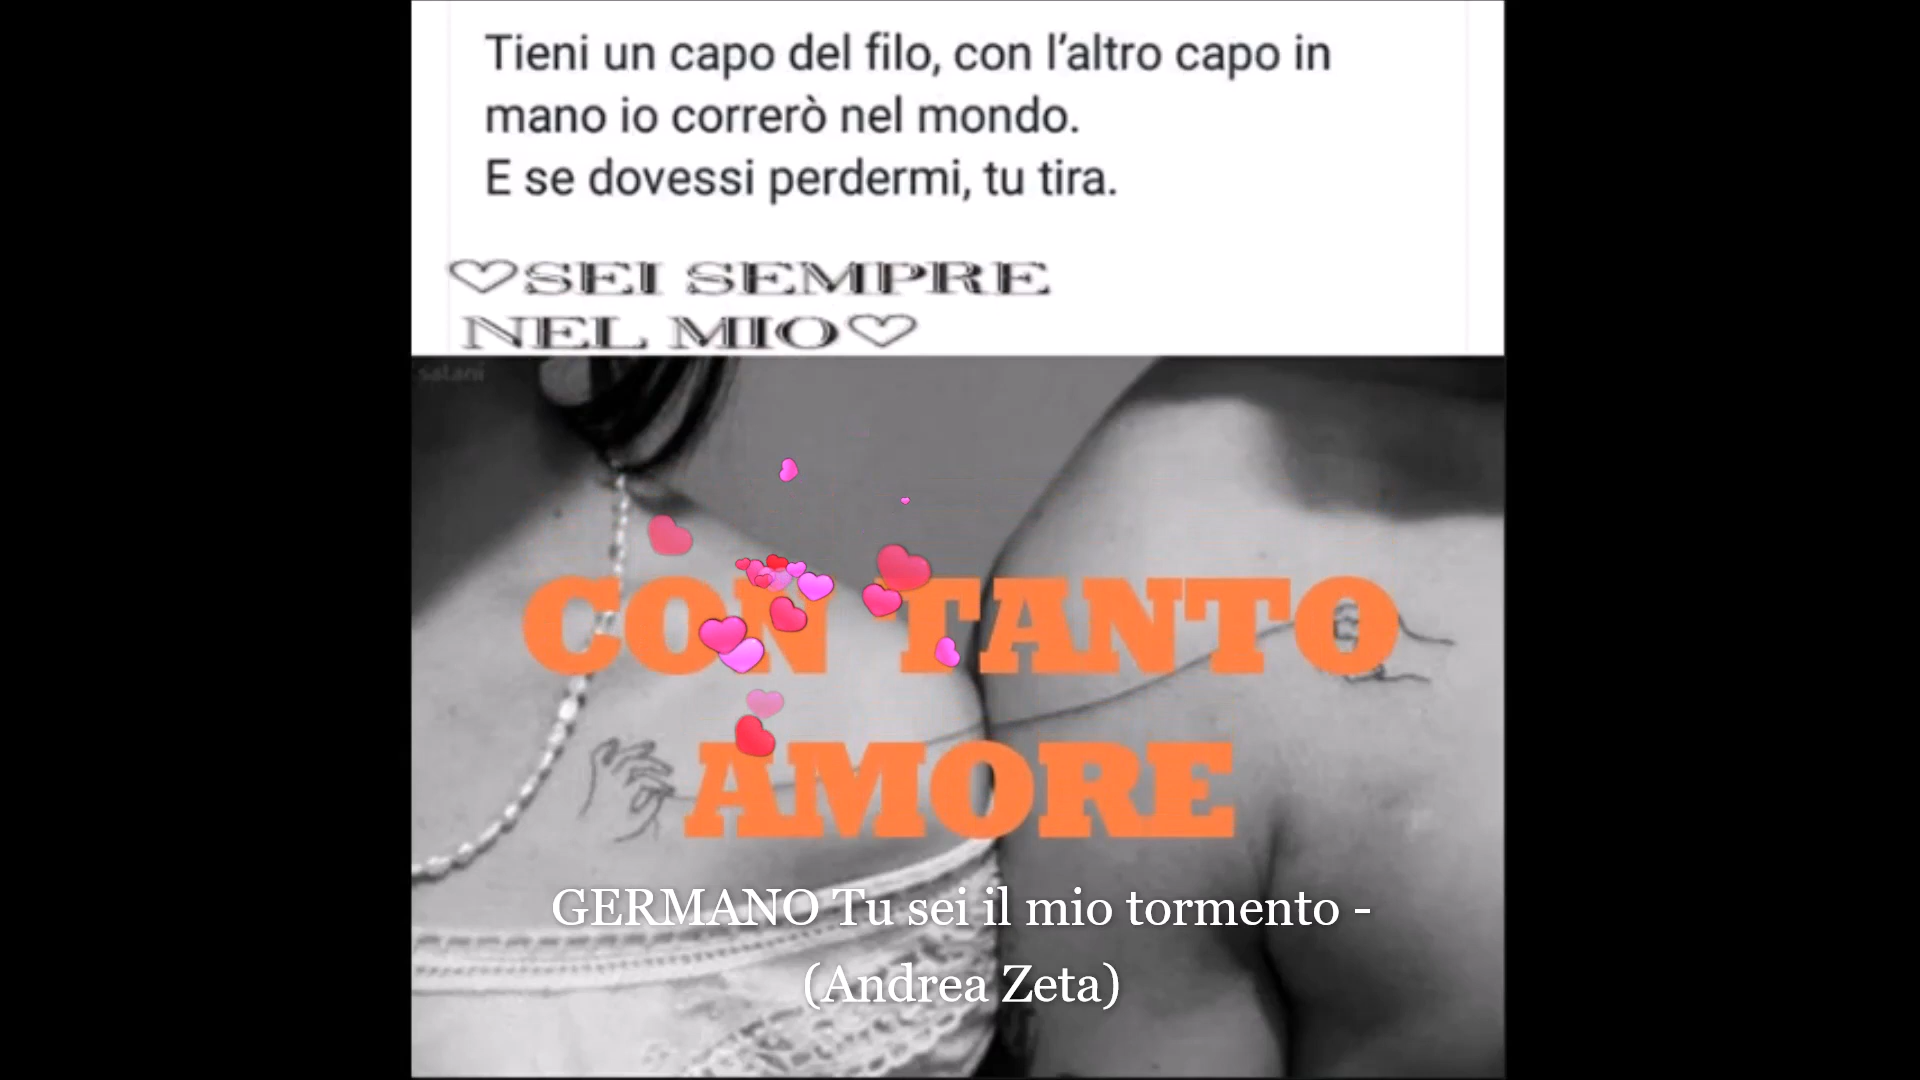 Tieni un capo del filo, con l’altro capo in
mano io correrò nel mondo.
E se dovessi perdermi, tu tira.
♡SEI SEMPRE
NEL MIO♡
satani
CON TANTO
AMORE
GERMANO Tu sei il mio tormento -
(Andrea Zeta)